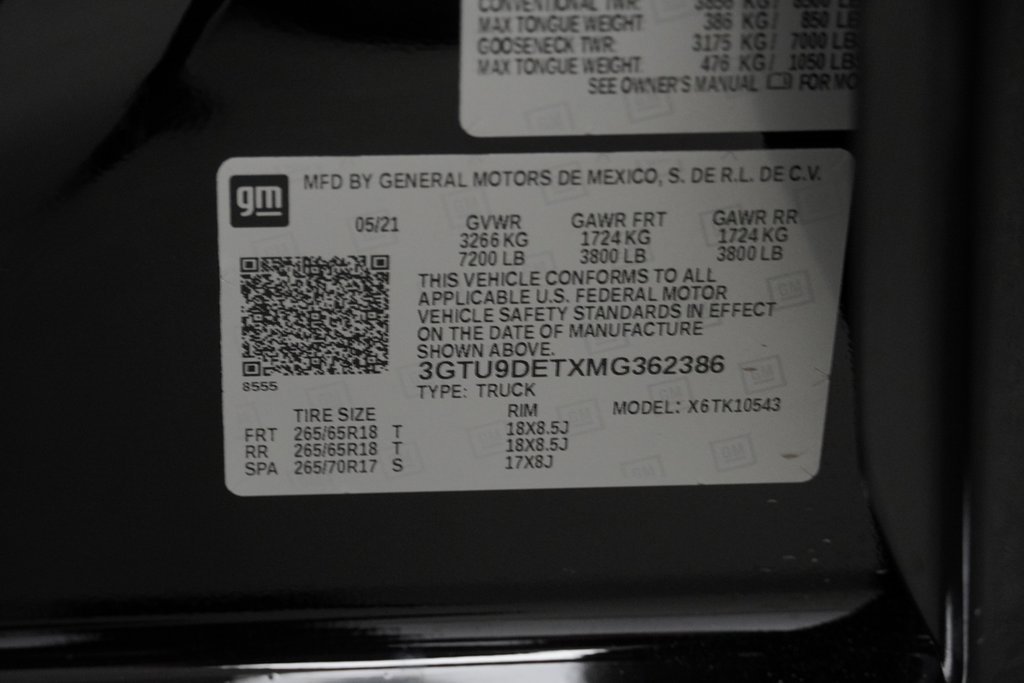 CONVENTIONAL TWR: 3856 KG/ 8500 LB
MAX TONGUE WEIGHT: 386 KG/ 850 LB
GOOSENECK TWR: 3175 KG/ 7000 LB
MAX TONGUE WEIGHT: 476 KG/ 1050 LB
SEE OWNER'S MANUAL FOR MO
gm MFD BY GENERAL MOTORS DE MEXICO, S. DE R.L. DE C.V.
05/21 GVWR GAWR FRT GAWR RR
3266 KG 1724 KG 1724 KG
7200 LB 3800 LB 3800 LB
THIS VEHICLE CONFORMS TO ALL
APPLICABLE U.S. FEDERAL MOTOR
VEHICLE SAFETY STANDARDS IN EFFECT
ON THE DATE OF MANUFACTURE
SHOWN ABOVE.
3GTU9DETXMG362386
8555
TYPE: TRUCK
TIRE SIZE RIM MODEL: X6TK10543
FRT 265/65R18 T 18X8.5J
RR 265/65R18 T 18X8.5J
SPA 265/70R17 S 17X8J